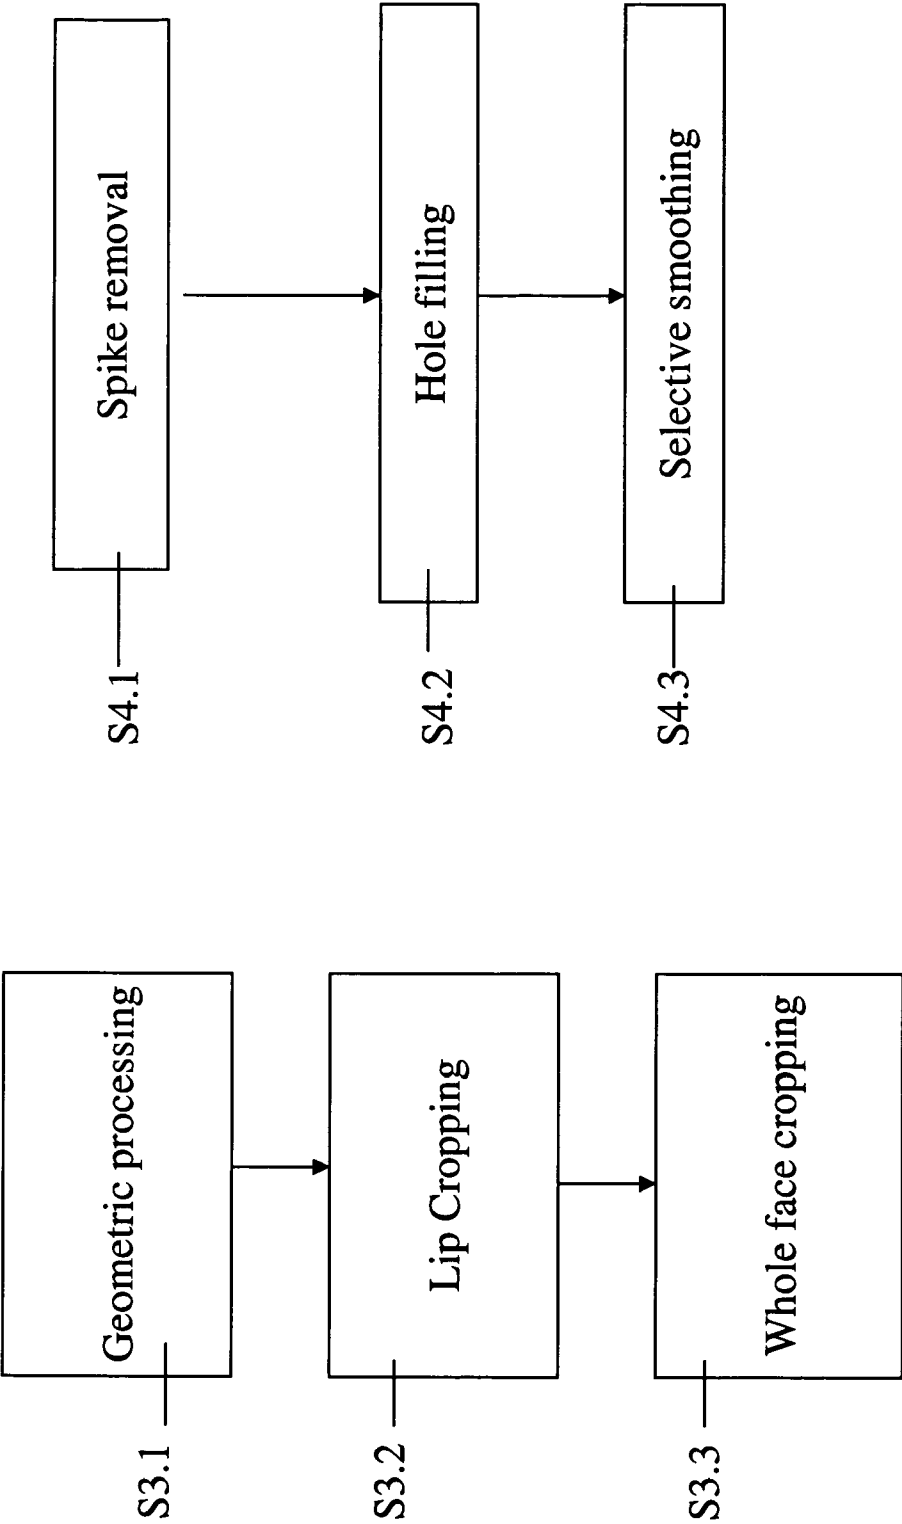 S3.1
Geometric processing
S3.2
Lip Cropping
S3.3
Whole face cropping
S4.1
Spike removal
S4.2
Hole filling
S4.3
Selective smoothing